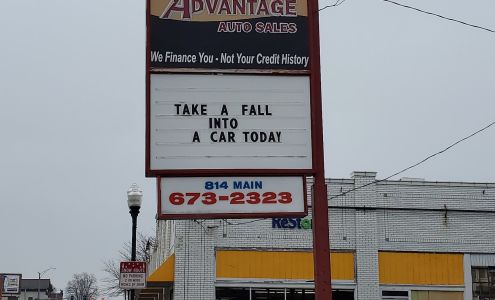 ADVANTAGE
AUTO SALES
We Finance You - Not Your Credit History
TAKE A FALL
INTO
A CAR TODAY
814 MAIN
673-2323